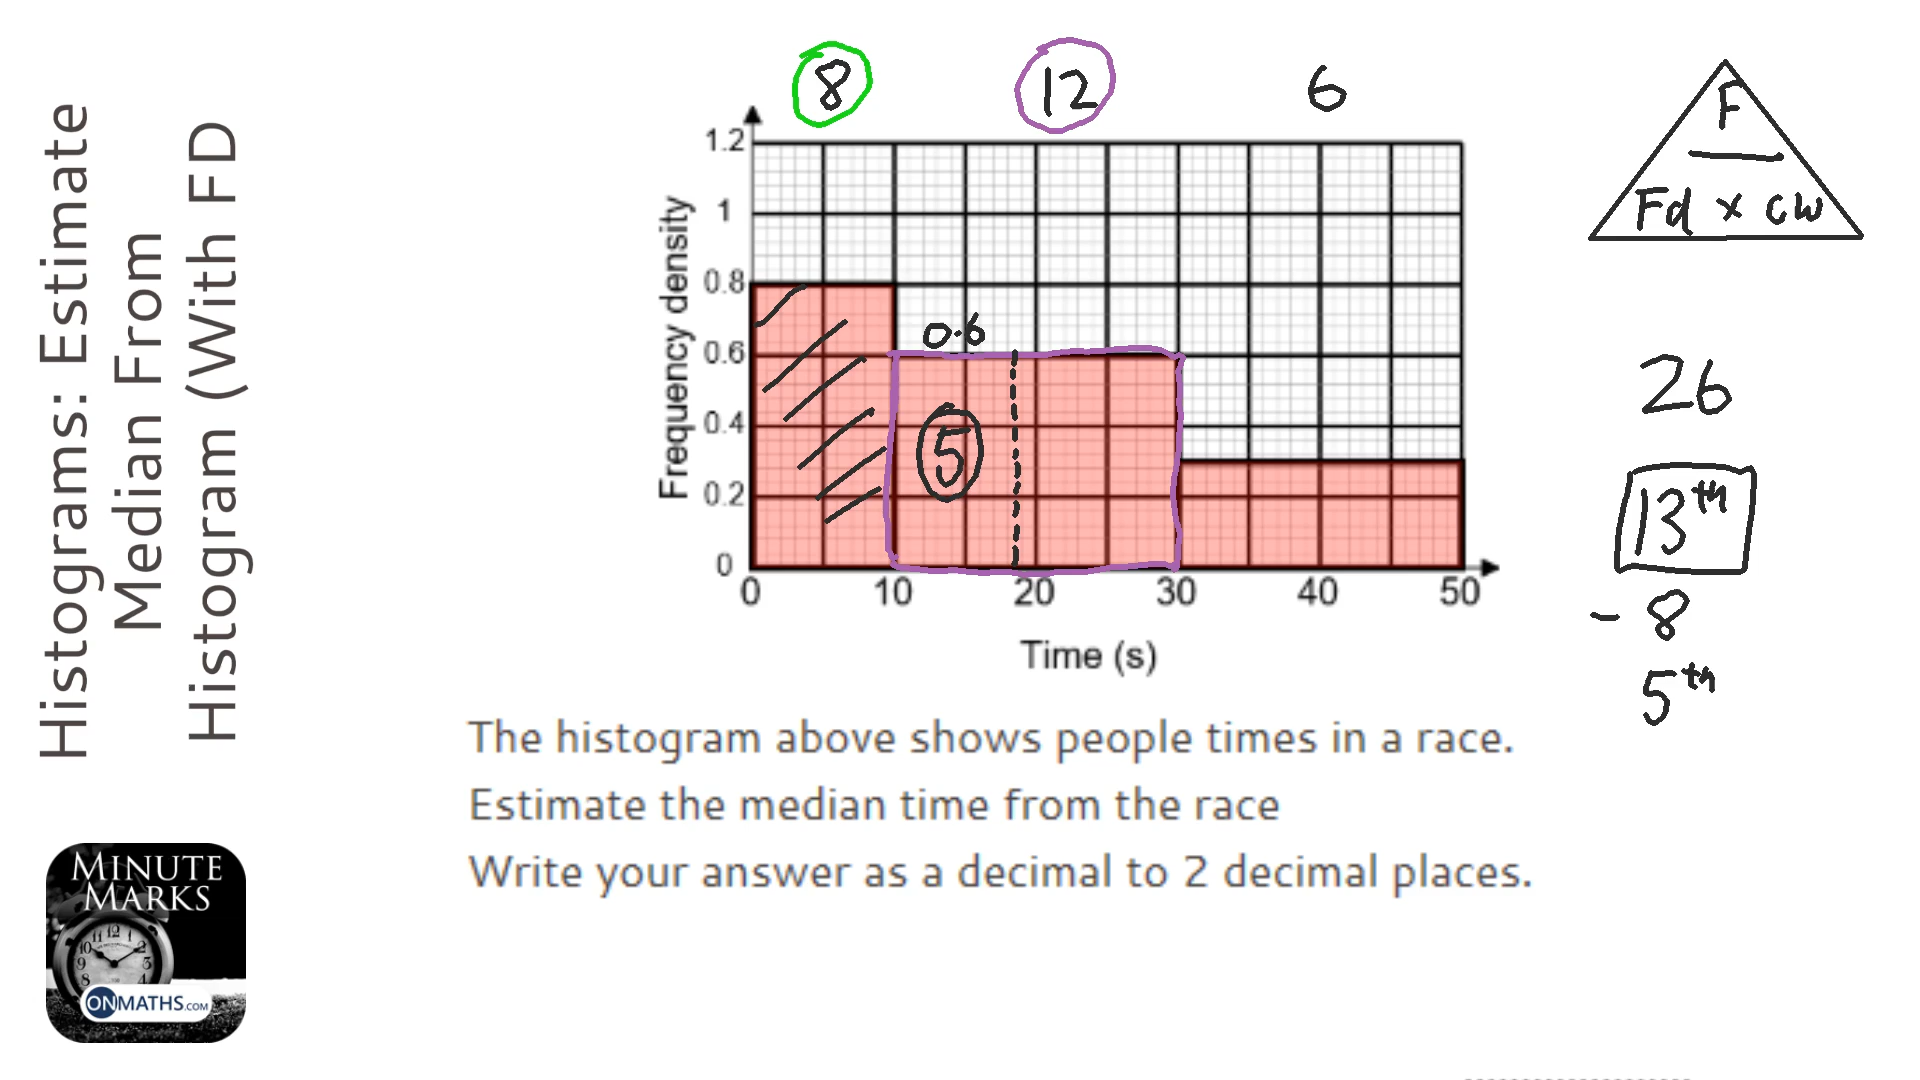 Histograms: Estimate
Median From
Histogram (With FD
8
12
6
1.2
1
0.8
0.6
0.4
0.2
0
Frequency density
0.6
5
0
10
20
30
40
50
Time (s)
F
Fd x cw
26
13th
- 8
5th
The histogram above shows people times in a race.
Estimate the median time from the race
Write your answer as a decimal to 2 decimal places.
MINUTE
MARKS
ONMATHS.COM